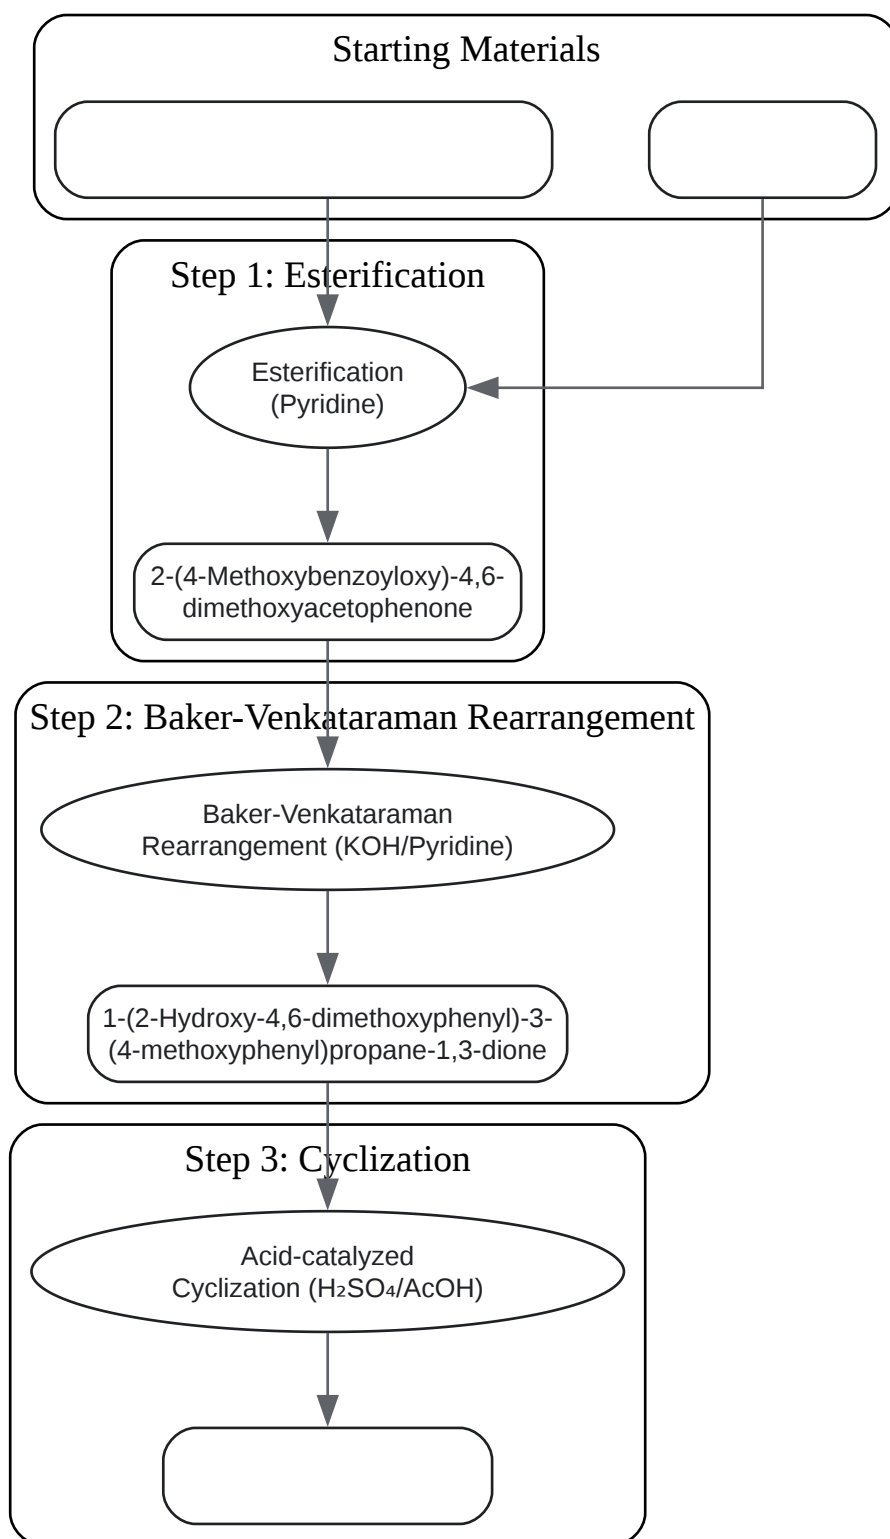 Starting Materials
Step 1: Esterification
Esterification
(Pyridine)
2-(4-Methoxybenzoyloxy)-4,6-
dimethoxyacetophenone
Step 2: Baker-Venkataraman Rearrangement
Baker-Venkataraman
Rearrangement (KOH/Pyridine)
1-(2-Hydroxy-4,6-dimethoxyphenyl)-3-
(4-methoxyphenyl)propane-1,3-dione
Step 3: Cyclization
Acid-catalyzed
Cyclization (H₂SO₄/AcOH)